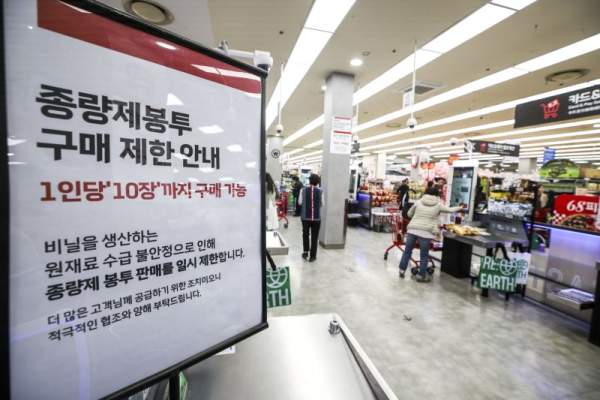 종량제봉투
구매 제한 안내
1인당 '10장' 까지 구매 가능
비닐을 생산하는
원재료 수급 불안정으로 인해
종량제 봉투 판매를 일시 제한합니다.
더 많은 고객님께 공급하기 위한 조치이오니
적극적인 협조와 양해 부탁드립니다.
EARTH
카드&
RE
EARTH
68